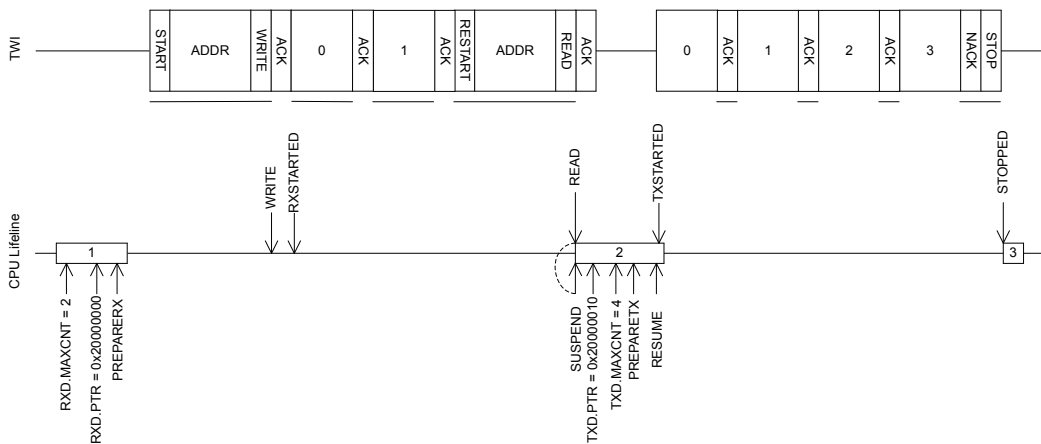 TWI
START
ADDR
WRITE
ACK
0
ACK
1
ACK
RESTART
ADDR
READ
ACK
0
ACK
1
ACK
2
ACK
3
NACK
STOP
CPU Lifeline
WRITE
RXSTARTED
READ
TXSTARTED
STOPPED
1
2
3
RXD.MAXCNT = 2
RXD.PTR = 0x20000000
PREPARERX
SUSPEND
TXD.PTR = 0x20000010
TXD.MAXCNT = 4
PREPARETX
RESUME